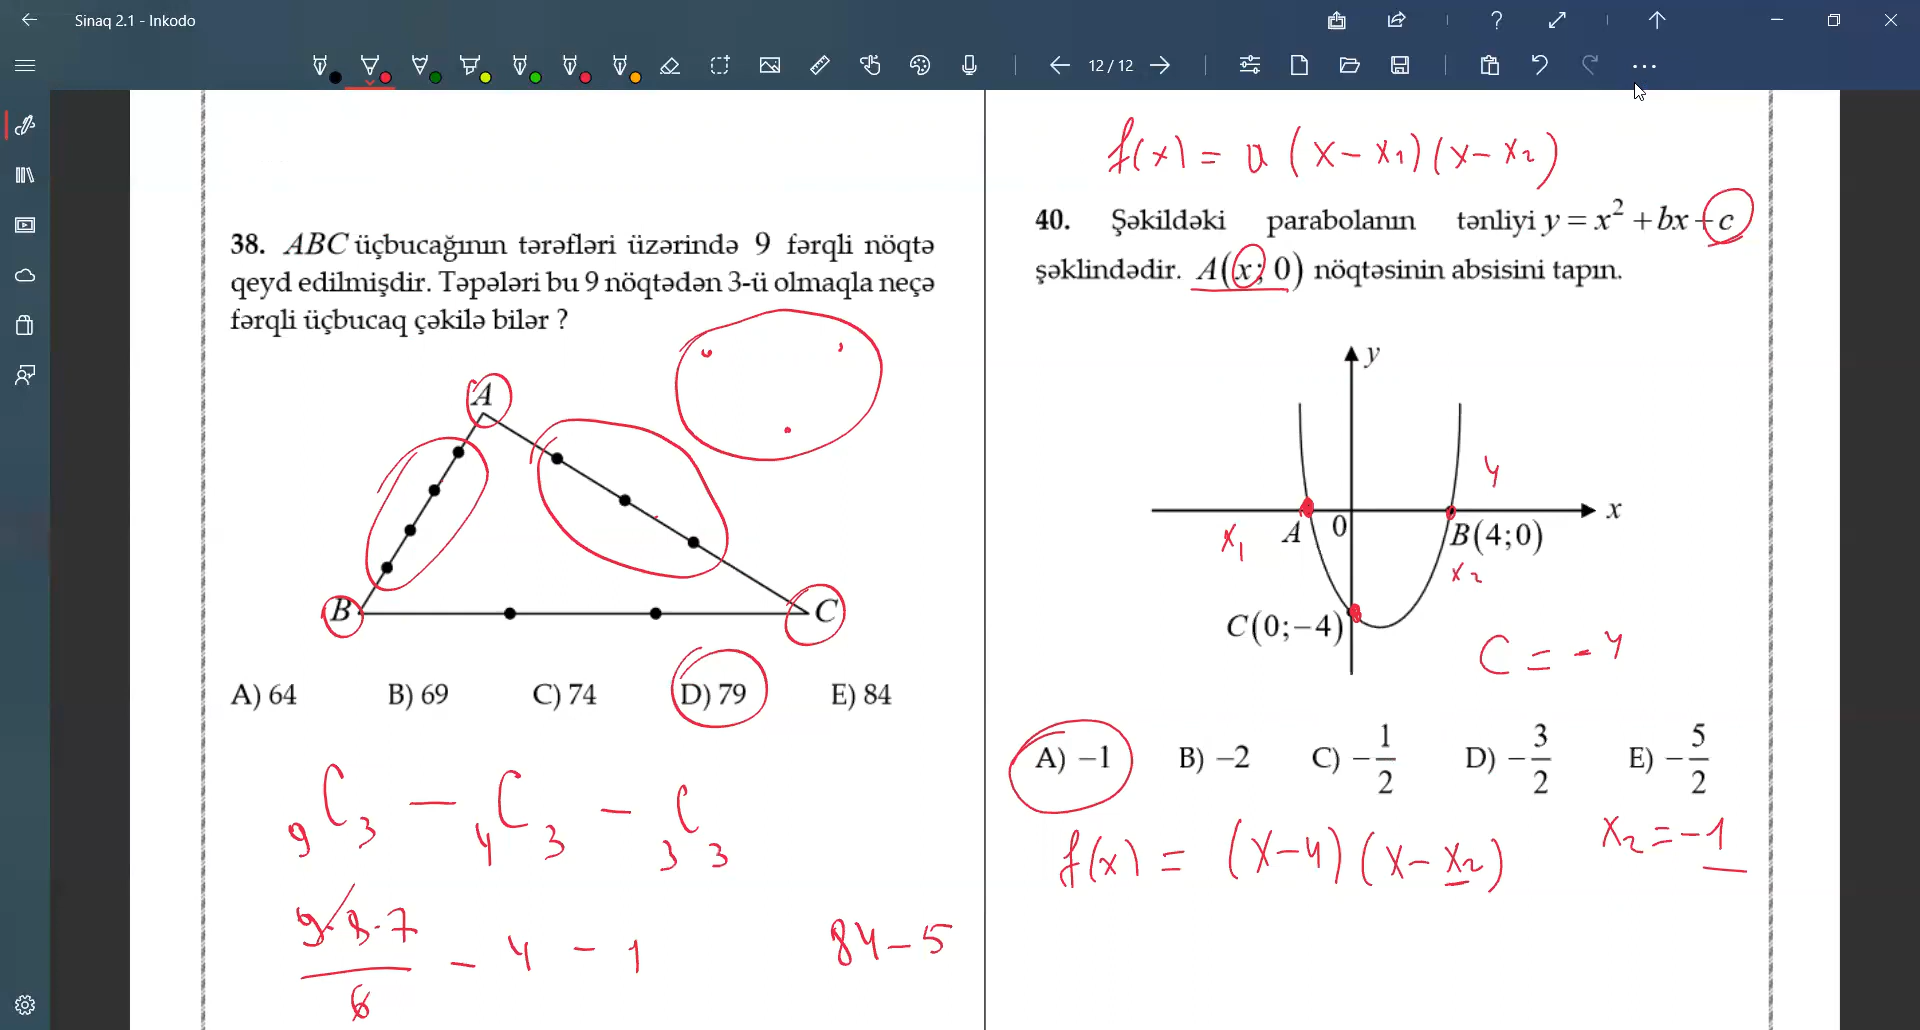 Sinaq 2.1 - Inkodo
12 / 12
38. ABC üçbucağının tərəfləri üzərində 9 fərqli nöqtə
qeyd edilmişdir. Təpələri bu 9 nöqtədən 3-ü olmaqla neçə
fərqli üçbucaq çəkilə bilər ?
A
B
C
A) 64 B) 69 C) 74 D) 79 E) 84
₉C₃ – ₄C₃ – ₃C₃
9·8·7/6 – 4 – 1 84 – 5
f(x) = a (x – x₁)(x – x₂)
40. Şəkildəki parabolanın tənliyi y = x² + bx + c
şəklindədir. A(x; 0) nöqtəsinin absisini tapın.
y
4
x
A 0 B(4;0)
x₁ x₂
C(0;−4)
C = -4
A) −1 B) −2 C) −1/2 D) −3/2 E) −5/2
x₂ = -1
f(x) = (x – 4)(x – x₂)